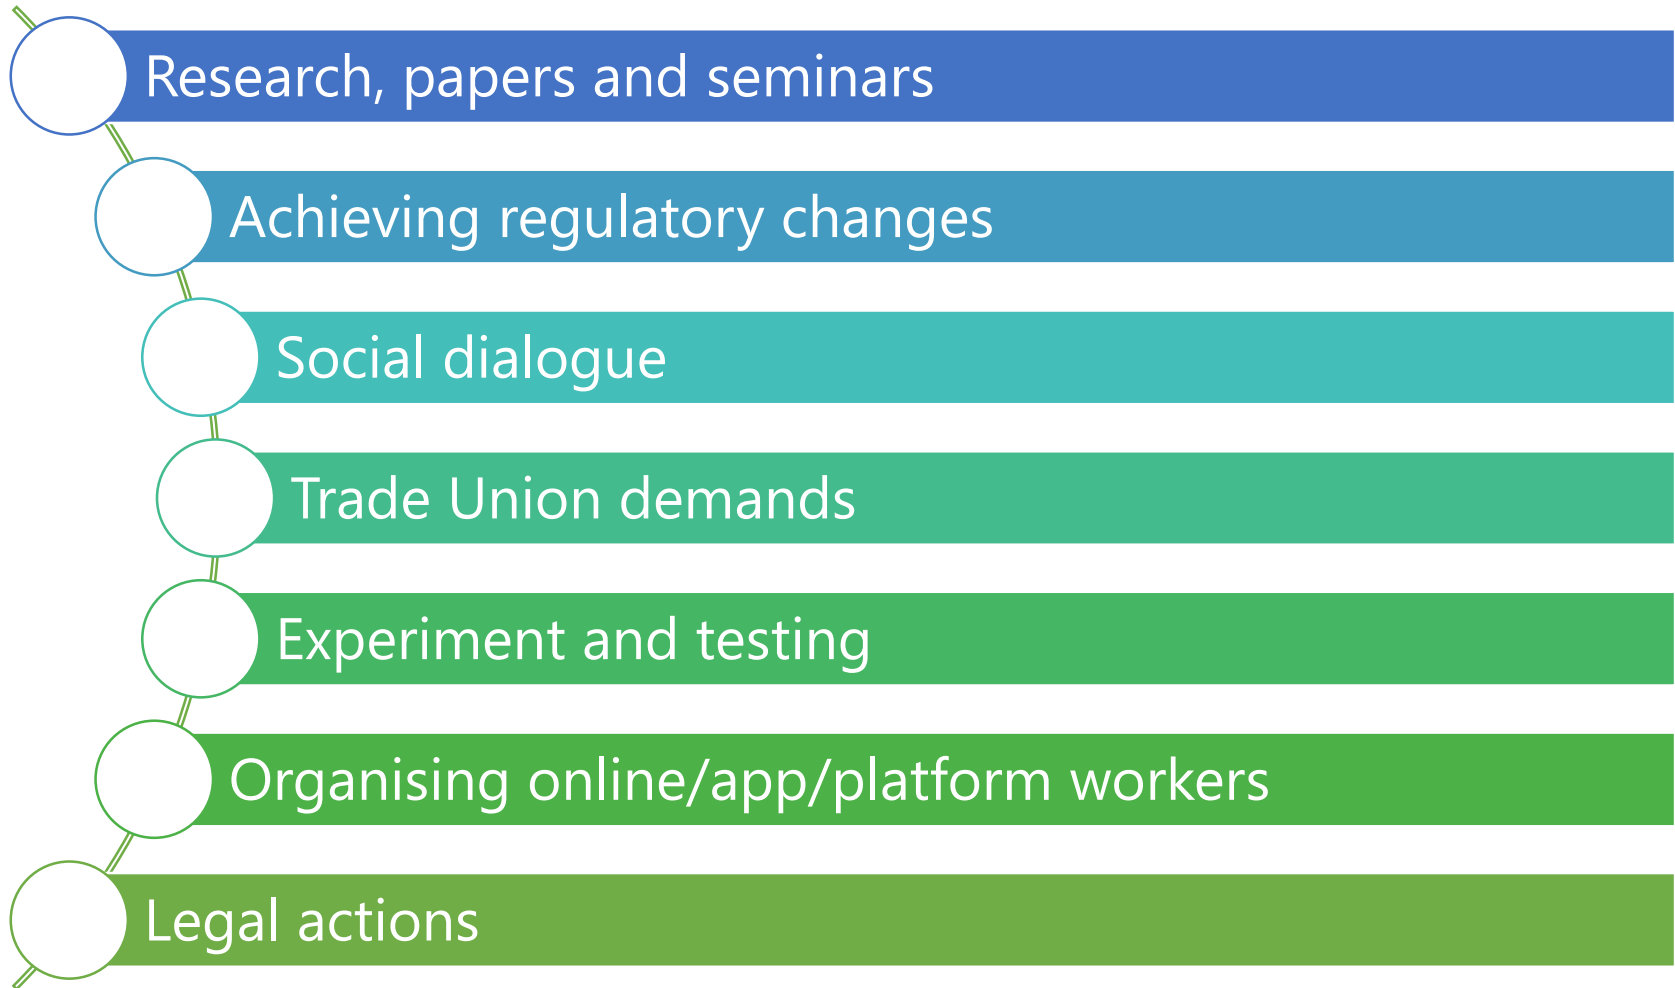 Research, papers and seminars
Achieving regulatory changes
Social dialogue
Trade Union demands
Experiment and testing
Organising online/app/platform workers
Legal actions